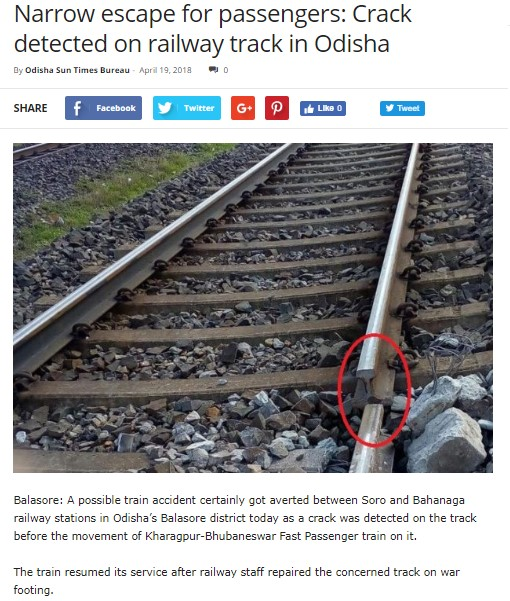 Narrow escape for passengers: Crack
detected on railway track in Odisha
By Odisha Sun Times Bureau - April 19, 2018 0
SHARE Facebook Twitter G+ Like 0 Tweet
Balasore: A possible train accident certainly got averted between Soro and Bahanaga
railway stations in Odisha’s Balasore district today as a crack was detected on the track
before the movement of Kharagpur-Bhubaneswar Fast Passenger train on it.
The train resumed its service after railway staff repaired the concerned track on war
footing.